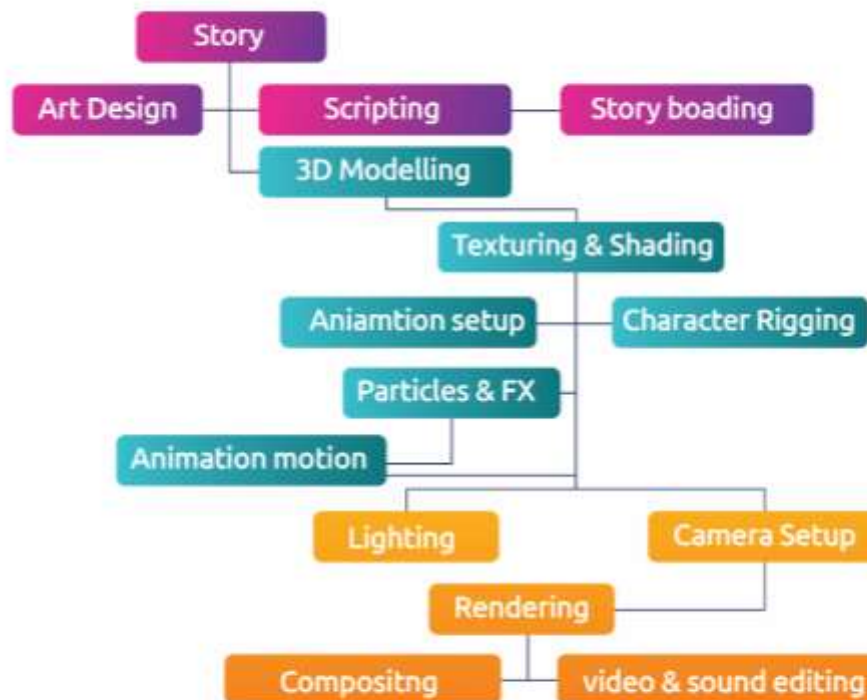 Story
Art Design
Scripting
Story boading
3D Modelling
Texturing & Shading
Aniamtion setup
Character Rigging
Particles & FX
Animation motion
Lighting
Camera Setup
Rendering
Compositng
video & sound editing